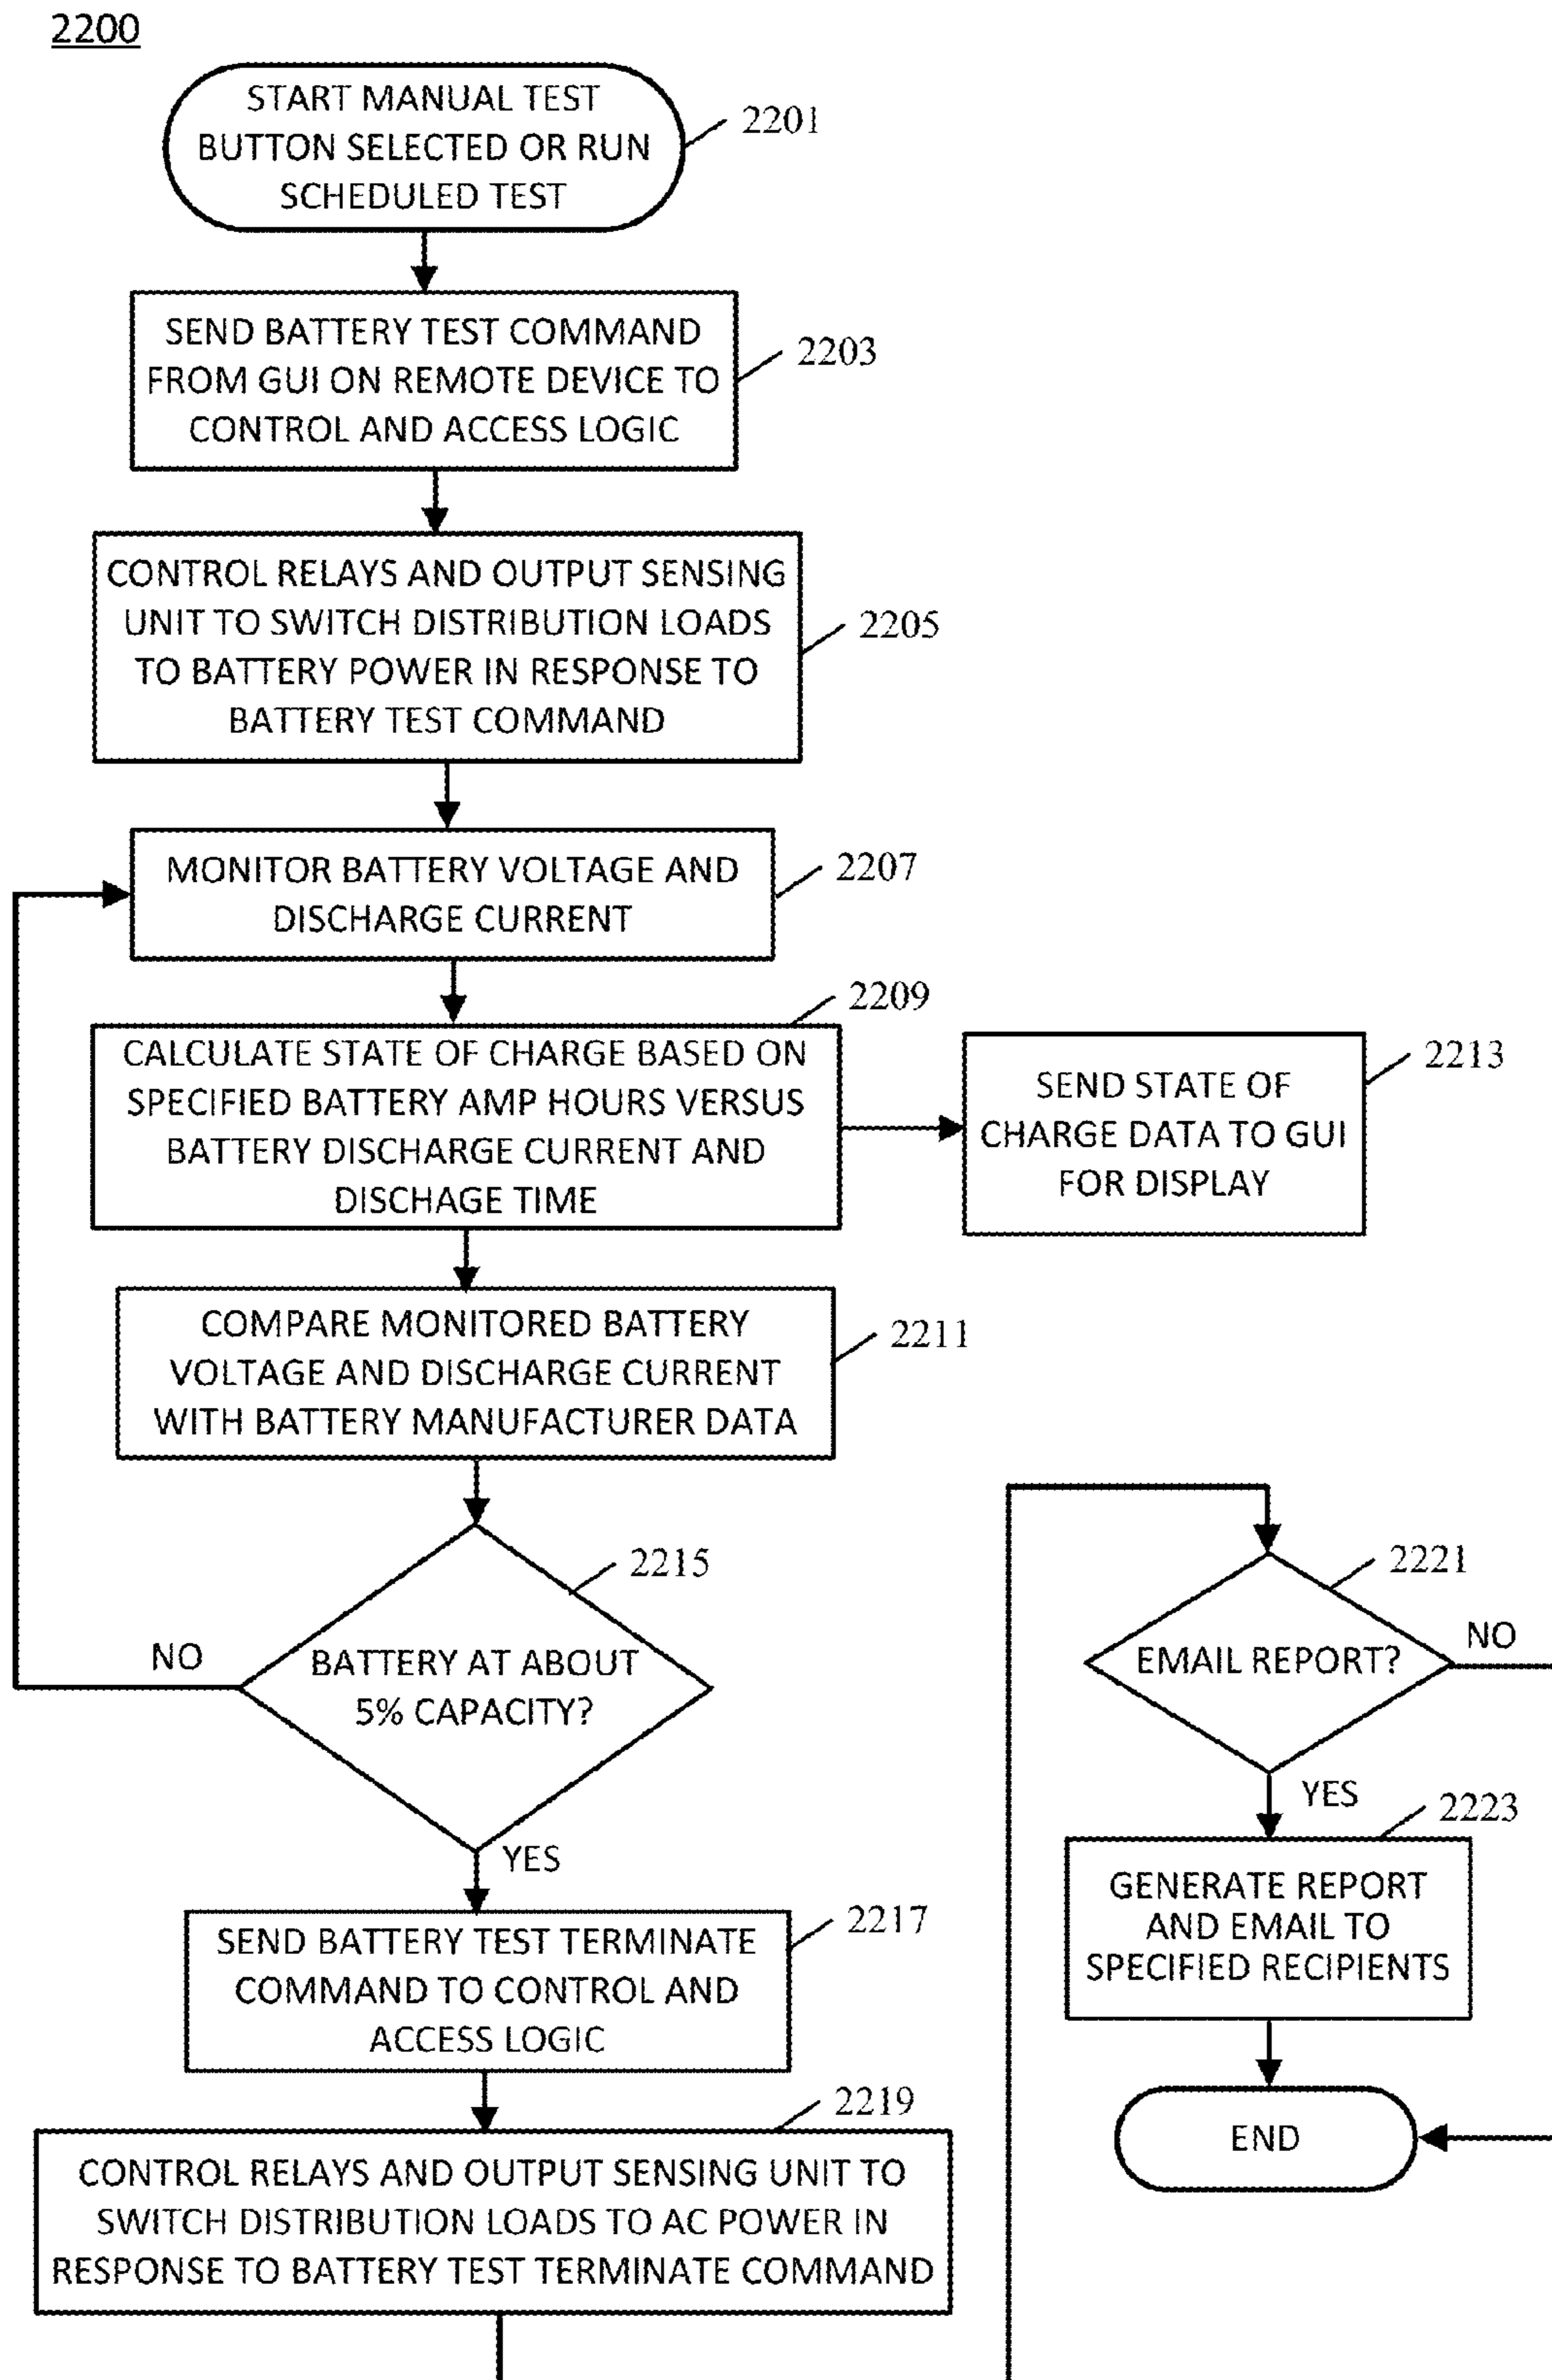 2200
START MANUAL TEST
BUTTON SELECTED OR RUN
SCHEDULED TEST
2201
SEND BATTERY TEST COMMAND
FROM GUI ON REMOTE DEVICE TO
CONTROL AND ACCESS LOGIC
2203
CONTROL RELAYS AND OUTPUT SENSING
UNIT TO SWITCH DISTRIBUTION LOADS
TO BATTERY POWER IN RESPONSE TO
BATTERY TEST COMMAND
2205
MONITOR BATTERY VOLTAGE AND
DISCHARGE CURRENT
2207
CALCULATE STATE OF CHARGE BASED ON
SPECIFIED BATTERY AMP HOURS VERSUS
BATTERY DISCHARGE CURRENT AND
DISCHAGE TIME
2209
SEND STATE OF
CHARGE DATA TO GUI
FOR DISPLAY
2213
COMPARE MONITORED BATTERY
VOLTAGE AND DISCHARGE CURRENT
WITH BATTERY MANUFACTURER DATA
2211
BATTERY AT ABOUT
5% CAPACITY?
2215
NO
YES
SEND BATTERY TEST TERMINATE
COMMAND TO CONTROL AND
ACCESS LOGIC
2217
CONTROL RELAYS AND OUTPUT SENSING UNIT TO
SWITCH DISTRIBUTION LOADS TO AC POWER IN
RESPONSE TO BATTERY TEST TERMINATE COMMAND
2219
EMAIL REPORT?
2221
NO
YES
GENERATE REPORT
AND EMAIL TO
SPECIFIED RECIPIENTS
2223
END